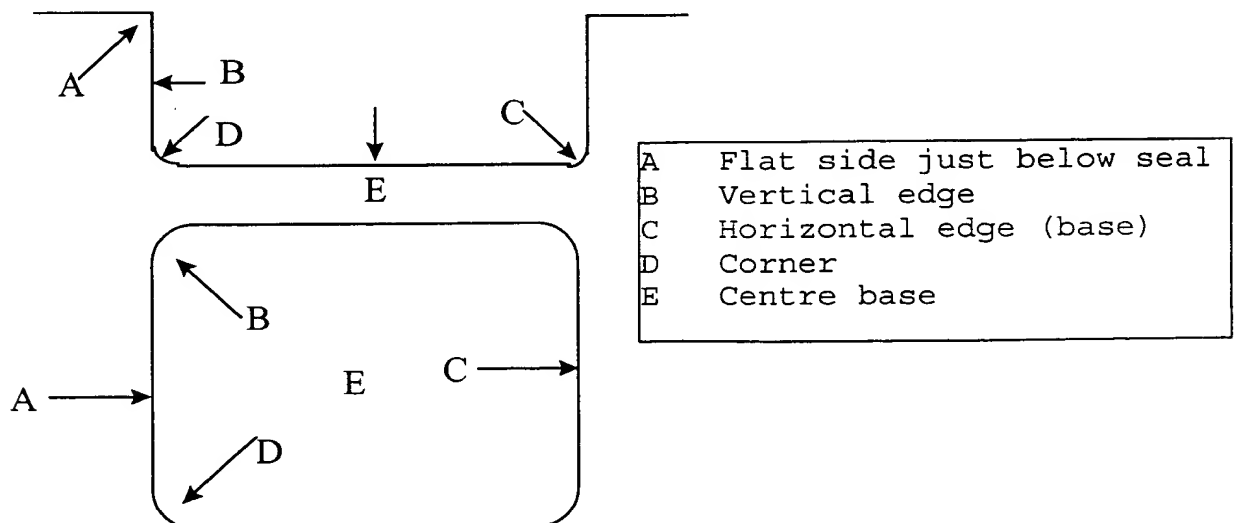 A
B
D
C
E
B
A
E
C
D
A Flat side just below seal
B Vertical edge
C Horizontal edge (base)
D Corner
E Centre base